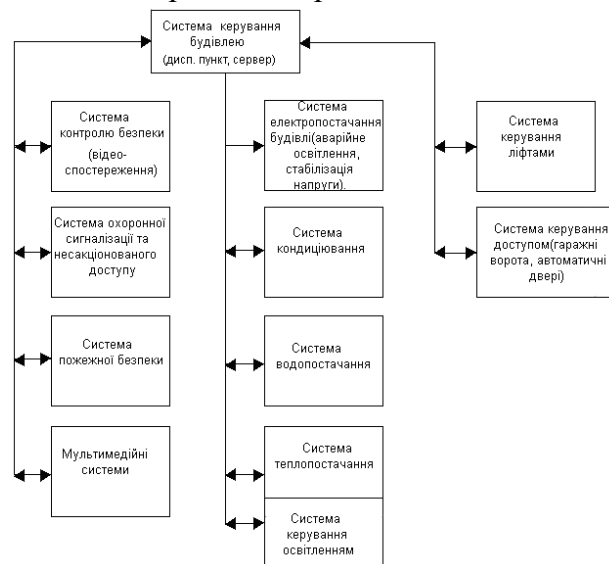 Система керування
будівлею
(дисп. пункт, сервер)
Система
контролю безпеки
(відео-
спостереження)
Система охоронної
сигналізації та
несакціонованого
доступу
Система
пожежної безпеки
Мультимедійні
системи
Система
електропостачання
будівлі(аварійне
освітлення,
стабілізація
напруги).
Система
кондиціювання
Система
водопостачання
Система
теплопостачання
Система
керування
освітленням
Система
керування
ліфтами
Система керування
доступом(гаражні
ворота, автоматичні
двері)